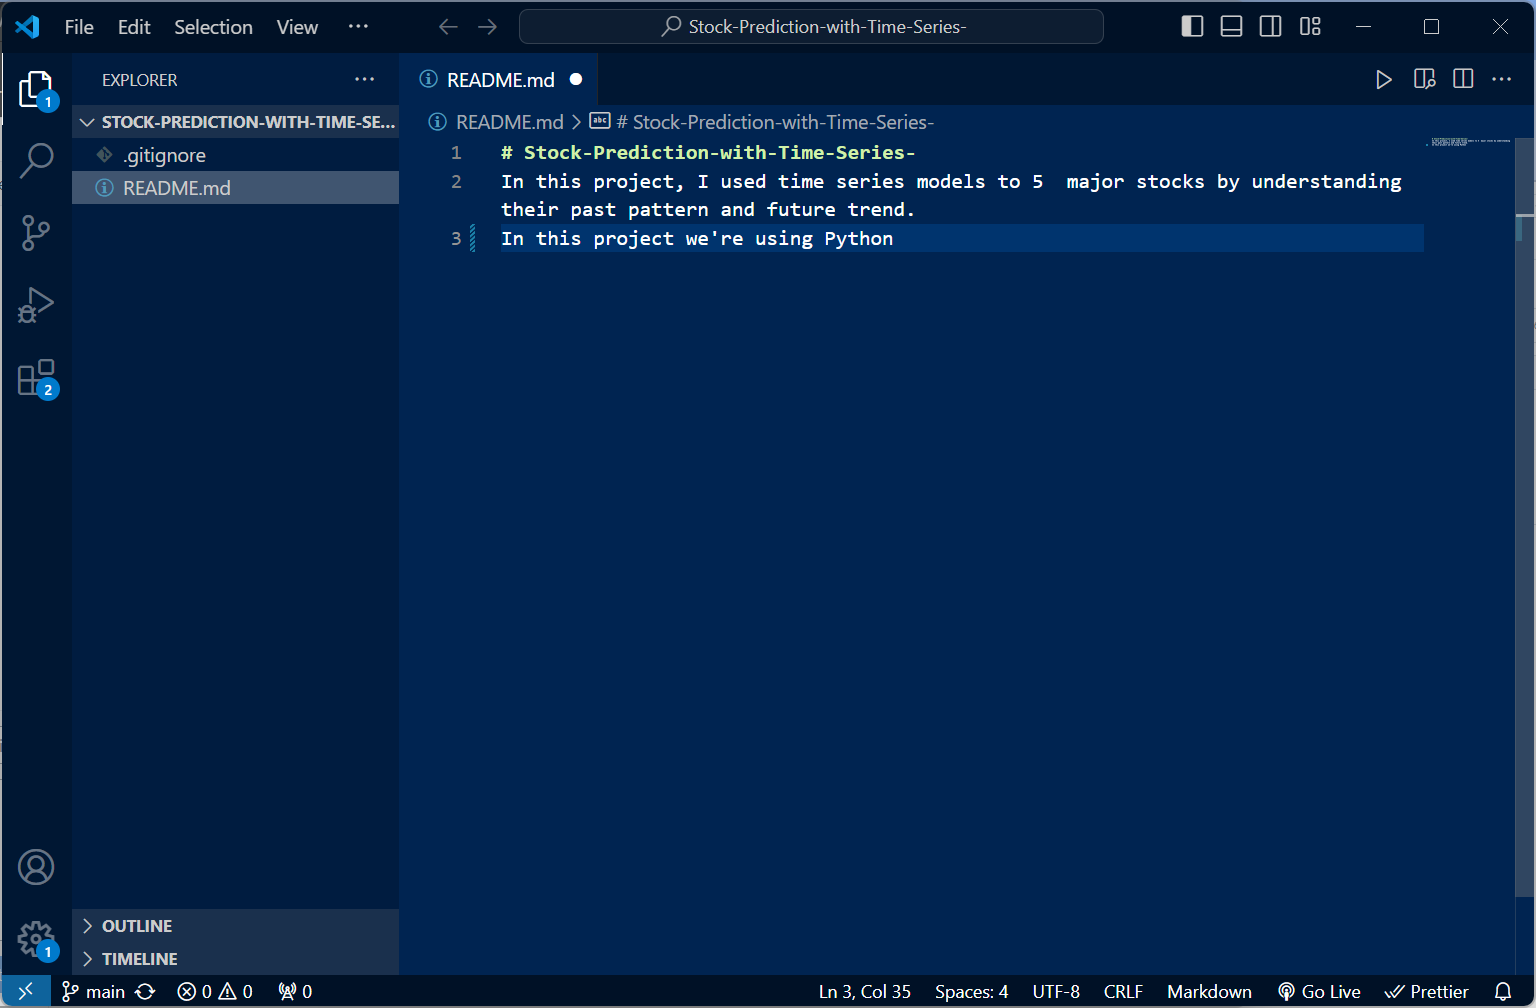 File Edit Selection View ···
Stock-Prediction-with-Time-Series-
EXPLORER
README.md
1
STOCK-PREDICTION-WITH-TIME-SE...
README.md > # Stock-Prediction-with-Time-Series-
.gitignore
README.md
1 # Stock-Prediction-with-Time-Series-
2 In this project, I used time series models to 5  major stocks by understanding
their past pattern and future trend.
3 In this project we're using Python
2
OUTLINE
1
TIMELINE
main 0 0 0 Ln 3, Col 35 Spaces: 4 UTF-8 CRLF Markdown Go Live Prettier